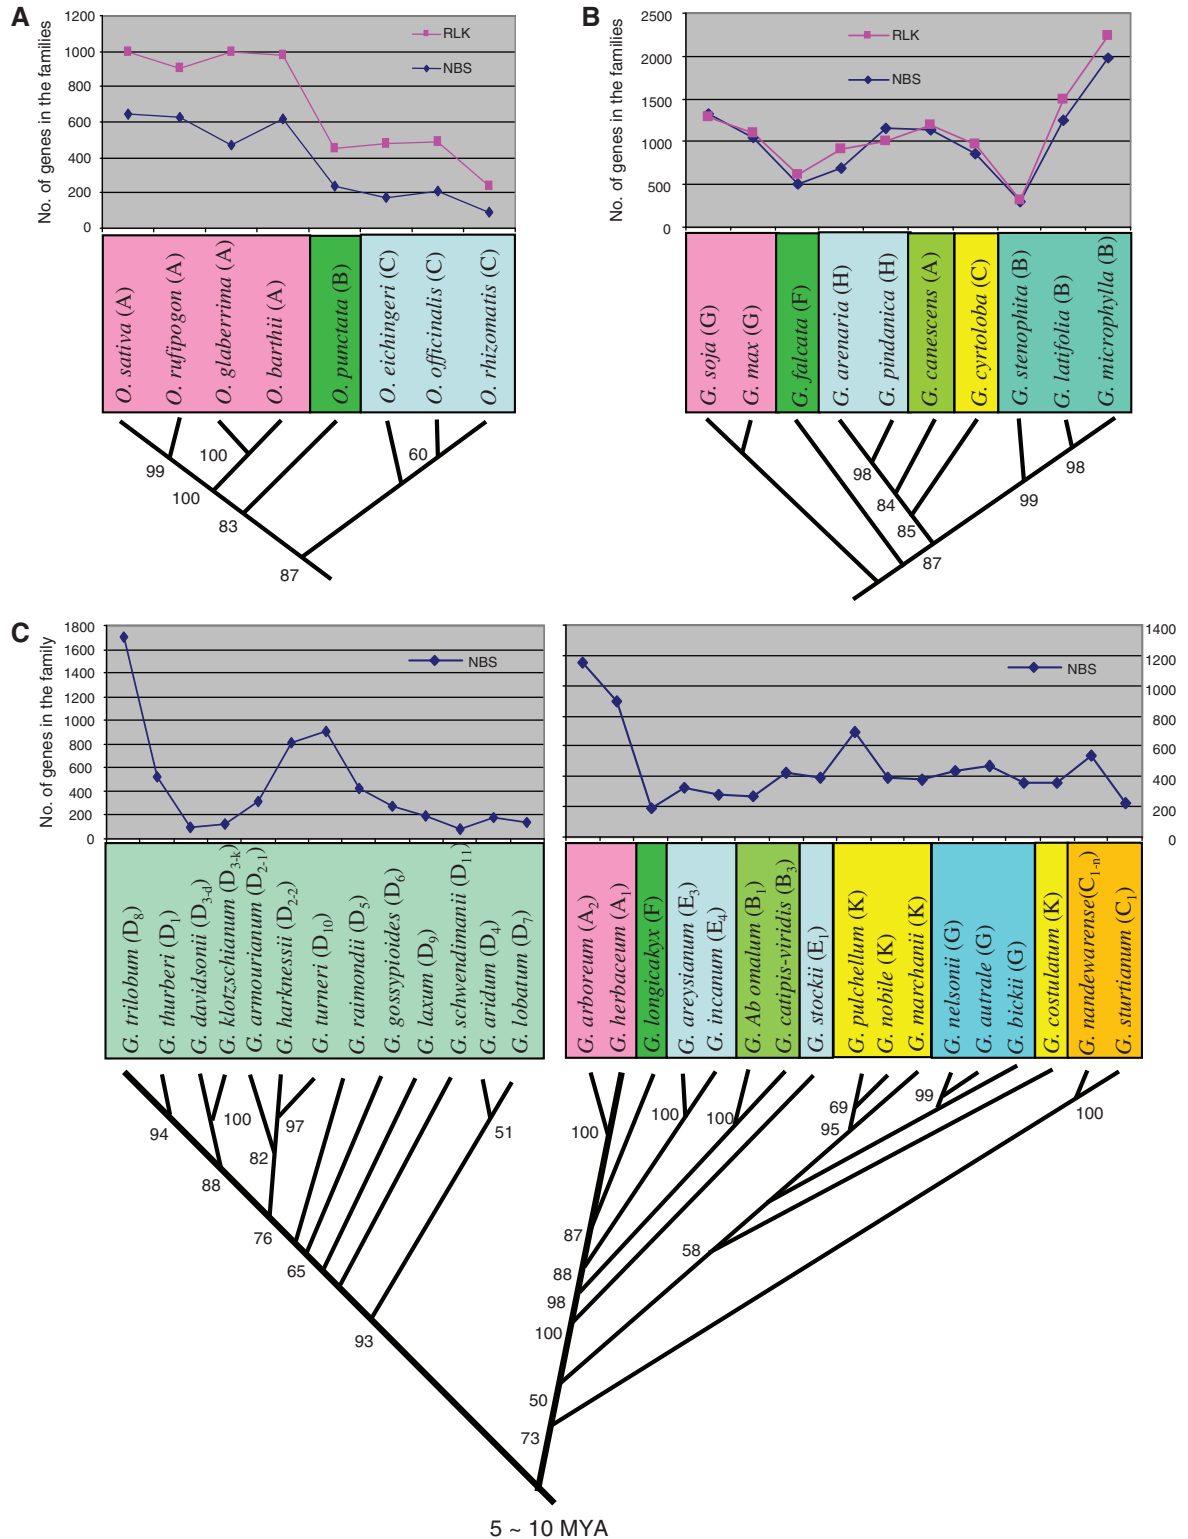 A
No. of genes in the families
1200
1000
800
600
400
200
0
RLK
NBS
O. sativa (A)
O. rufipogon (A)
O. glaberrima (A)
O. barthii (A)
O. punctata (B)
O. eichingeri (C)
O. officinalis (C)
O. rhizomatis (C)
99
100
100
83
60
87
B
No. of genes in the families
2500
2000
1500
1000
500
0
RLK
NBS
G. soja (G)
G. max (G)
G. falcata (F)
G. arenaria (H)
G. pindanica (H)
G. canescens (A)
G. cyrtoloba (C)
G. stenophita (B)
G. latifolia (B)
G. microphylla (B)
98
84
85
87
99
98
C
No. of genes in the family
1800
1600
1400
1200
1000
800
600
400
200
0
NBS
G. trilobum (D8)
G. thurberi (D1)
G. davidsonii (D3-d)
G. klotzschianum (D3-k)
G. armourianum (D2-1)
G. harknessii (D2-2)
G. turneri (D10)
G. raimondii (D5)
G. gossypioides (D6)
G. laxum (D9)
G. schwendimanii (D11)
G. aridum (D4)
G. lobatum (D7)
94
100
88
97
82
76
65
51
93
NBS
1400
1200
1000
800
600
400
200
0
G. arboreum (A2)
G. herbaceum (A1)
G. longicakyx (F)
G. areysianum (E3)
G. incanum (E4)
G. Ab omalum (B1)
G. catipis-viridis (B3)
G. stockii (E1)
G. pulchellum (K)
G. nobile (K)
G. marchanii (K)
G. nelsonii (G)
G. autrale (G)
G. bickii (G)
G. costulatum (K)
G. nandewarense(C1-n)
G. sturtianum (C1)
100
100
100
69
95
99
100
87
88
98
100
58
50
73
5 ~ 10 MYA